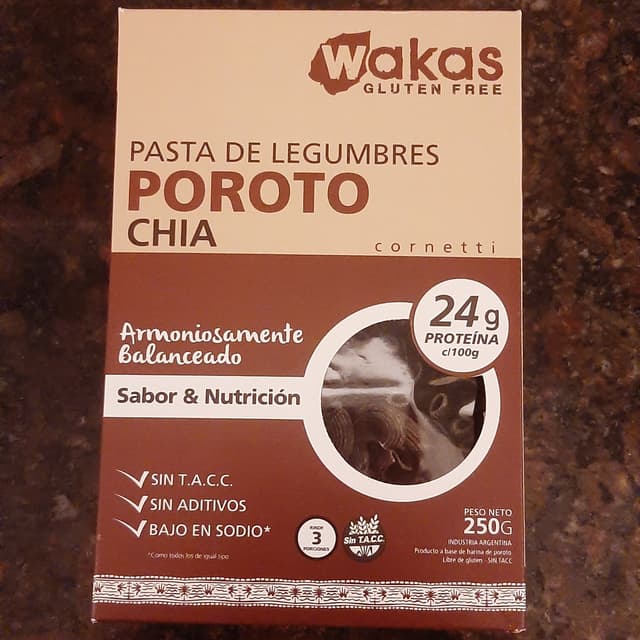 Wakas
GLUTEN FREE
PASTA DE LEGUMBRES
POROTO
CHIA
cornetti
24 g
PROTEÍNA
c/100g
Armoniosamente
Balanceado
Sabor & Nutrición
SIN T.A.C.C.
SIN ADITIVOS
BAJO EN SODIO*
*Como todos los de igual tipo
RINDE
3
PORCIONES
Sin T.A.C.C.
PESO NETO
250G
INDUSTRIA ARGENTINA
Producto a base de harina de poroto
Libre de gluten - SIN TACC